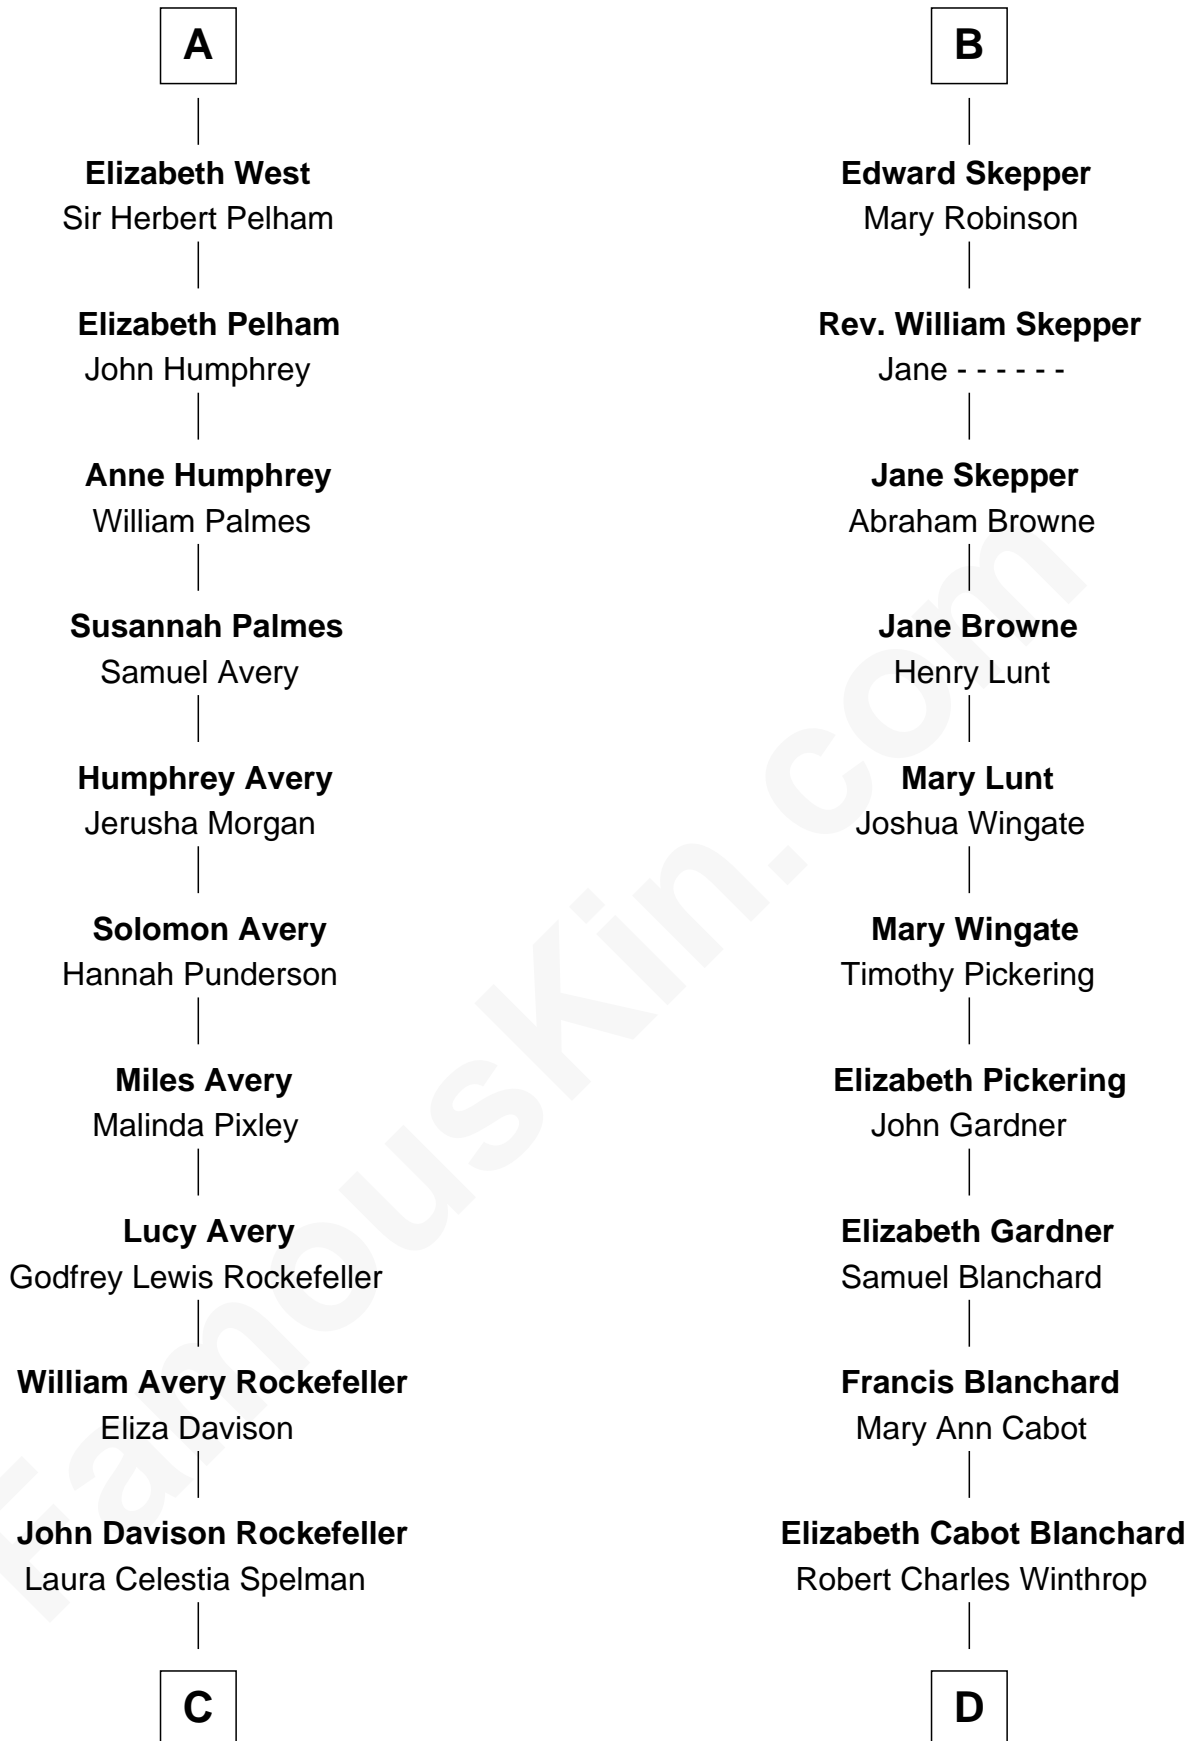 A
Elizabeth West
Sir Herbert Pelham
Elizabeth Pelham
John Humphrey
Anne Humphrey
William Palmes
Susannah Palmes
Samuel Avery
Humphrey Avery
Jerusha Morgan
Solomon Avery
Hannah Punderson
Miles Avery
Malinda Pixley
Lucy Avery
Godfrey Lewis Rockefeller
William Avery Rockefeller
Eliza Davison
John Davison Rockefeller
Laura Celestia Spelman
C
B
Edward Skepper
Mary Robinson
Rev. William Skepper
Jane - - - - - -
Jane Skepper
Abraham Browne
Jane Browne
Henry Lunt
Mary Lunt
Joshua Wingate
Mary Wingate
Timothy Pickering
Elizabeth Pickering
John Gardner
Elizabeth Gardner
Samuel Blanchard
Francis Blanchard
Mary Ann Cabot
Elizabeth Cabot Blanchard
Robert Charles Winthrop
D
FamousKin.com